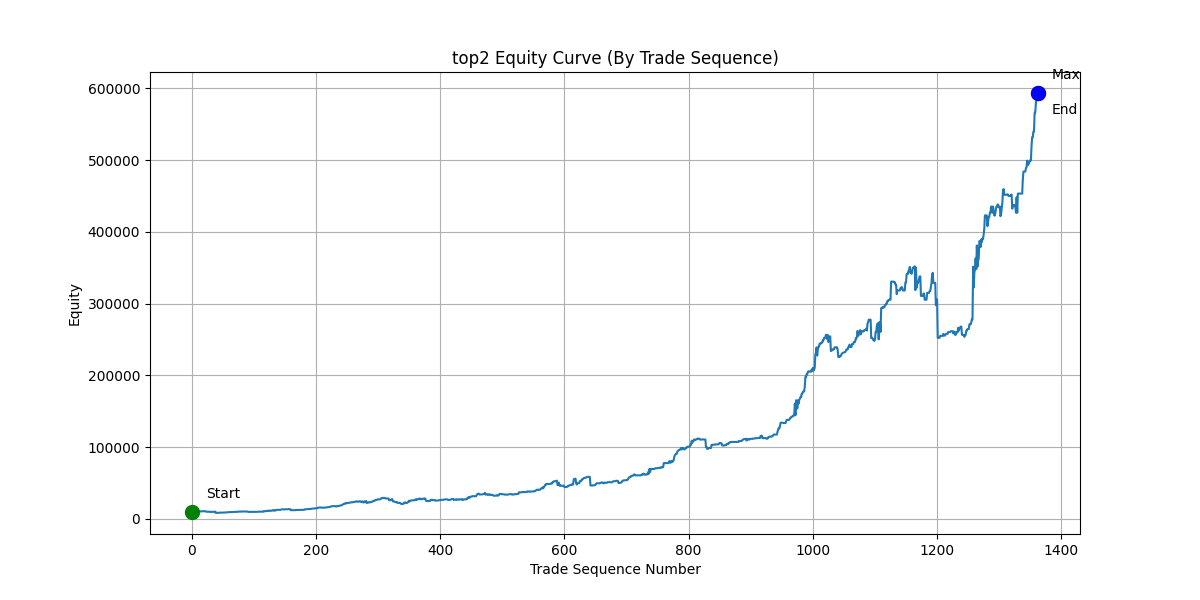 top2 Equity Curve (By Trade Sequence)
Max
600000
End
500000
400000
300000
Equity
200000
100000
Start
0
0 200 400 600 800 1000 1200 1400
Trade Sequence Number